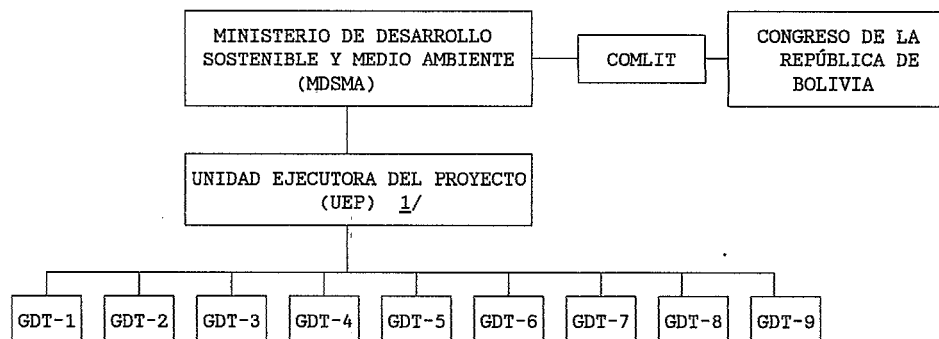 MINISTERIO DE DESARROLLO
SOSTENIBLE Y MEDIO AMBIENTE
(MDSMA)
COMLIT
CONGRESO DE LA
REPÚBLICA DE
BOLIVIA
UNIDAD EJECUTORA DEL PROYECTO
(UEP) 1/
GDT-1
GDT-2
GDT-3
GDT-4
GDT-5
GDT-6
GDT-7
GDT-8
GDT-9